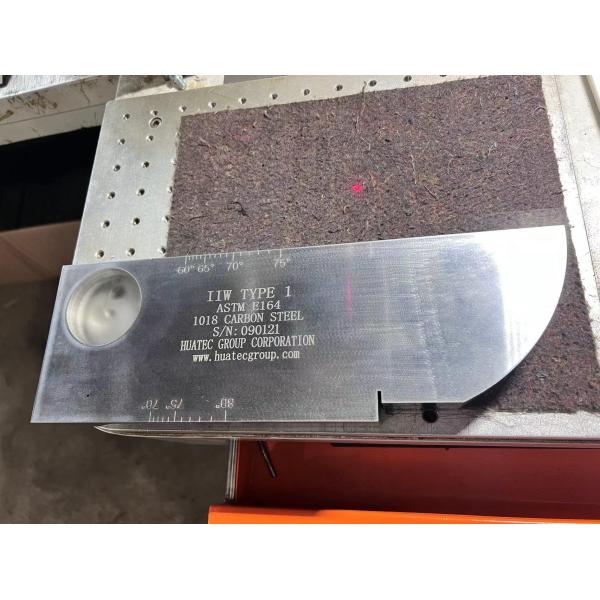 60° 65° 70° 75°
IIW TYPE 1
ASTM E164
1018 CARBON STEEL
S/N: 090121
HUATEC GROUP CORPORATION
www.huatecgroup.com
70° 75° 80°